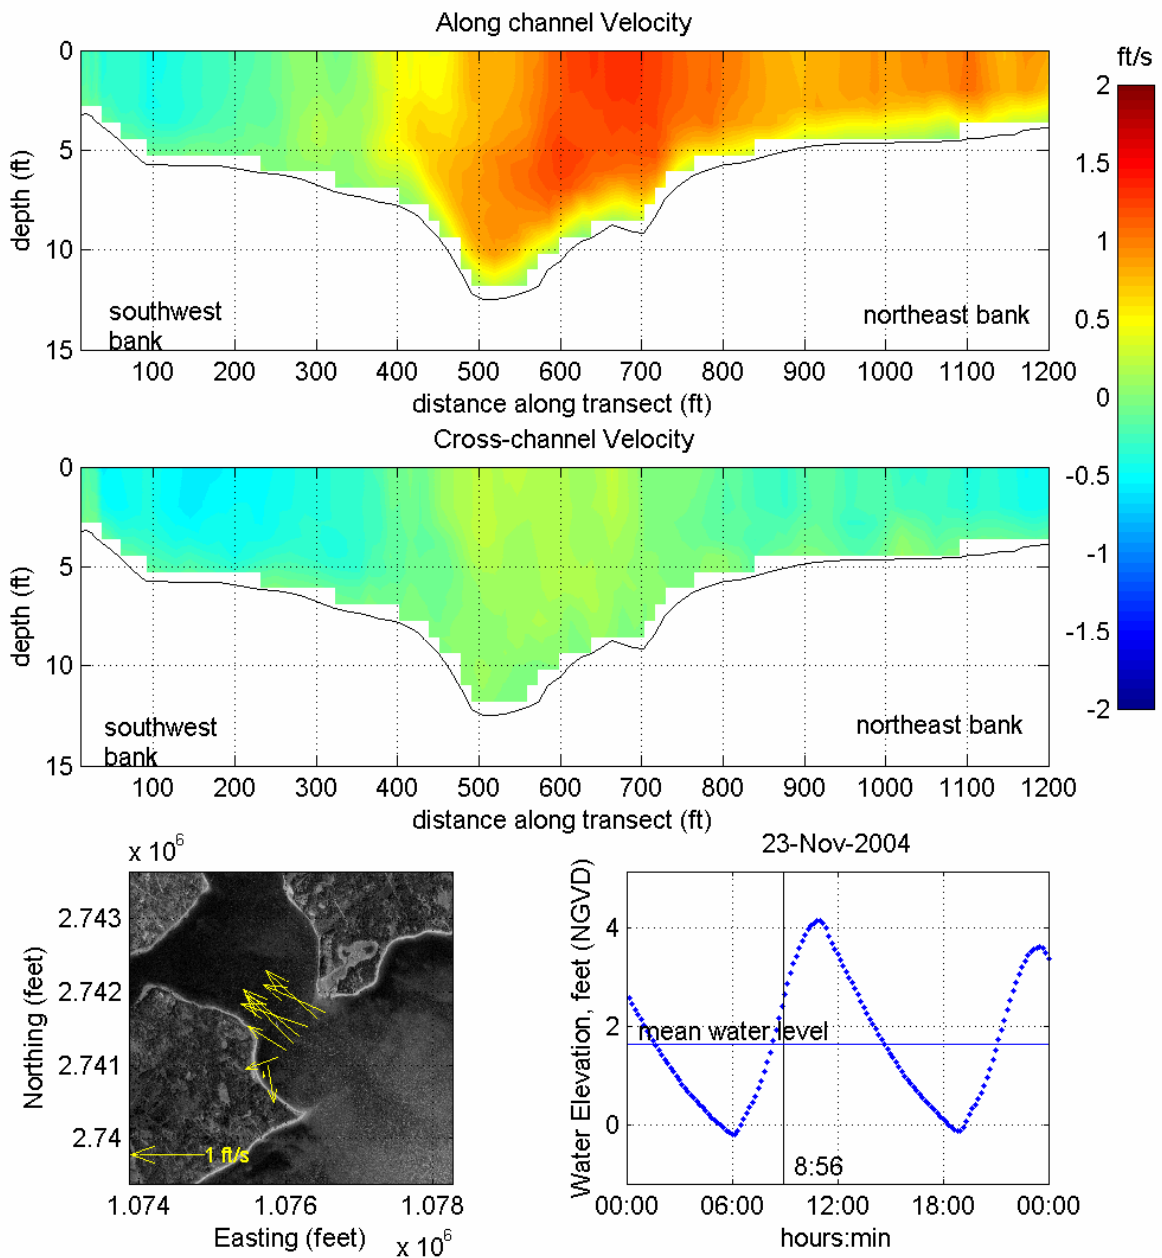 Along channel Velocity
0
5
10
15
depth (ft)
southwest
bank
northeast bank
100 200 300 400 500 600 700 800 900 1000 1100 1200
distance along transect (ft)
ft/s
2
1.5
1
0.5
0
-0.5
-1
-1.5
-2
Cross-channel Velocity
0
5
10
15
depth (ft)
southwest
bank
northeast bank
100 200 300 400 500 600 700 800 900 1000 1100 1200
distance along transect (ft)
x 10^6
2.743
2.742
2.741
2.74
Northing (feet)
1 ft/s
1.074 1.076 1.078
Easting (feet)
x 10^6
23-Nov-2004
Water Elevation, feet (NGVD)
4
2
0
mean water level
8:56
00:00 06:00 12:00 18:00 00:00
hours:min